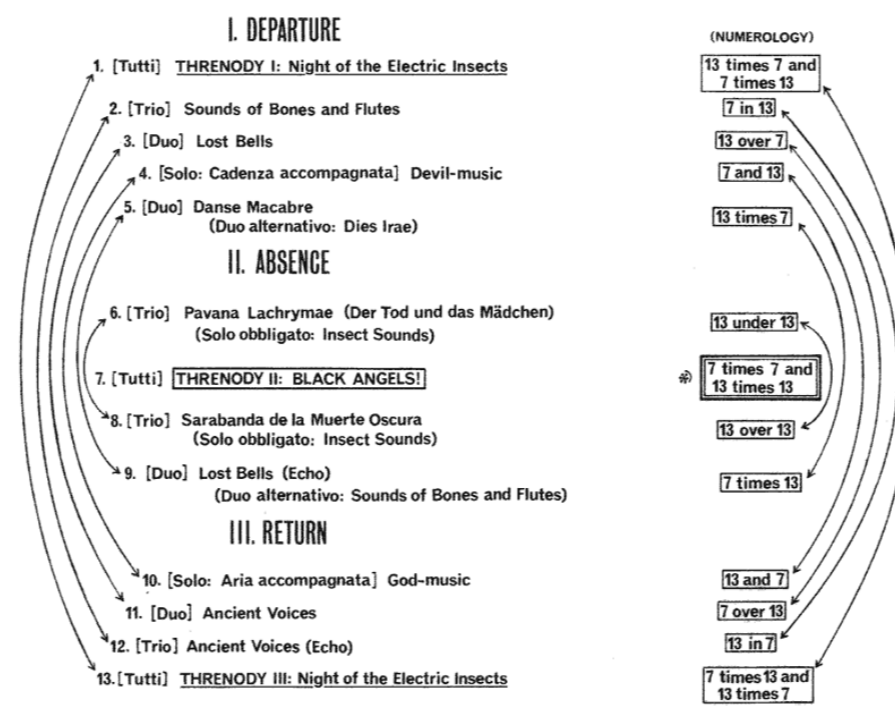 I. DEPARTURE
(NUMEROLOGY)
1. [Tutti] THRENODY I: Night of the Electric Insects 13 times 7 and
7 times 13
2. [Trio] Sounds of Bones and Flutes 7 in 13
3. [Duo] Lost Bells 13 over 7
4. [Solo: Cadenza accompagnata] Devil-music 7 and 13
5. [Duo] Danse Macabre 13 times 7
(Duo alternativo: Dies Irae)
II. ABSENCE
6. [Trio] Pavana Lachrymae (Der Tod und das Mädchen) 13 under 13
(Solo obbligato: Insect Sounds)
7. [Tutti] THRENODY II: BLACK ANGELS! *) 7 times 7 and
13 times 13
8. [Trio] Sarabanda de la Muerte Oscura 13 over 13
(Solo obbligato: Insect Sounds)
9. [Duo] Lost Bells (Echo) 7 times 13
(Duo alternativo: Sounds of Bones and Flutes)
III. RETURN
10. [Solo: Aria accompagnata] God-music 13 and 7
11. [Duo] Ancient Voices 7 over 13
12. [Trio] Ancient Voices (Echo) 13 in 7
13. [Tutti] THRENODY III: Night of the Electric Insects 7 times 13 and
13 times 7